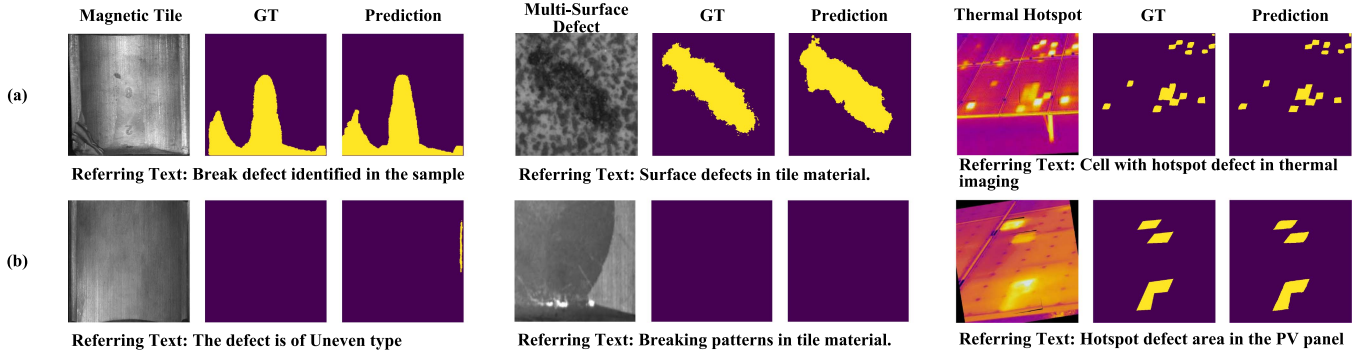 Magnetic Tile GT Prediction Multi-Surface Defect GT Prediction Thermal Hotspot GT Prediction
(a)
Referring Text: Break defect identified in the sample
Referring Text: Surface defects in tile material.
Referring Text: Cell with hotspot defect in thermal
imaging
(b)
Referring Text: The defect is of Uneven type
Referring Text: Breaking patterns in tile material.
Referring Text: Hotspot defect area in the PV panel